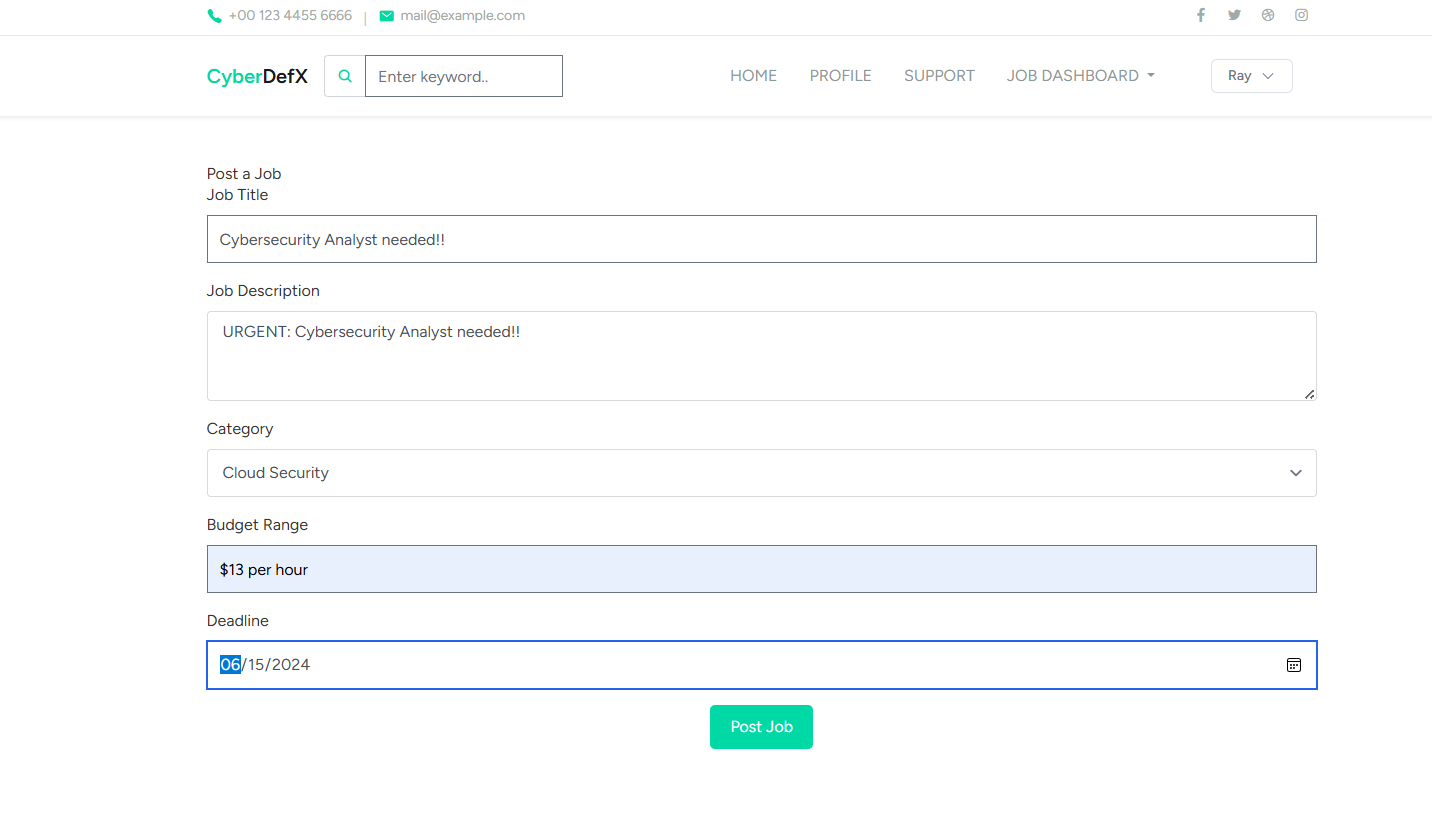 +00 123 4455 6666 | mail@example.com
CyberDefX Enter keyword.. HOME PROFILE SUPPORT JOB DASHBOARD Ray
Post a Job
Job Title
Cybersecurity Analyst needed!!
Job Description
URGENT: Cybersecurity Analyst needed!!
Category
Cloud Security
Budget Range
$13 per hour
Deadline
06/15/2024
Post Job